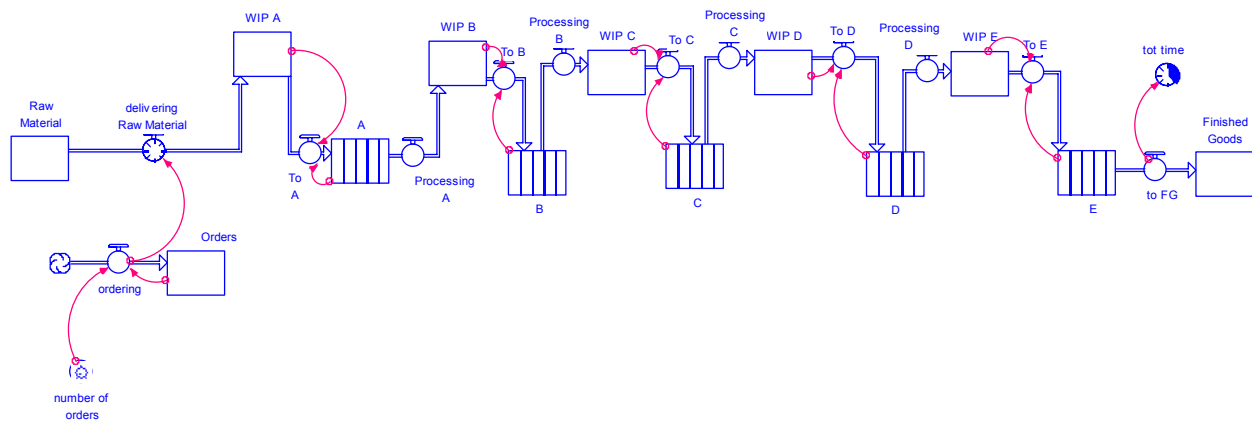 WIP A
Processing
B
Processing
C
Processing
D
WIP B
To B
WIP C
To C
WIP D
To D
WIP E
To E
tot time
Raw
Material
delivering
Raw Material
A
Finished
Goods
To
A
Processing
A
B
C
D
E
to FG
Orders
ordering
number of
orders